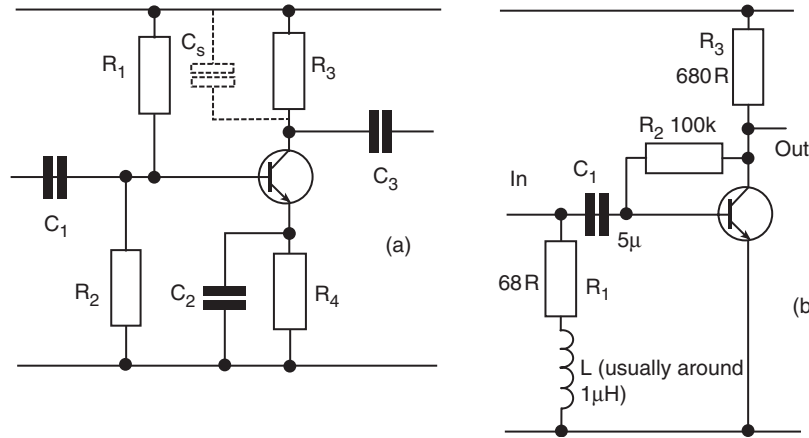 R1
Cs
R3
C1
C3
R2
C2
R4
(a)
R3
680R
R2 100k
Out
In
C1
5μ
68R
R1
(b
L (usually around
1μH)